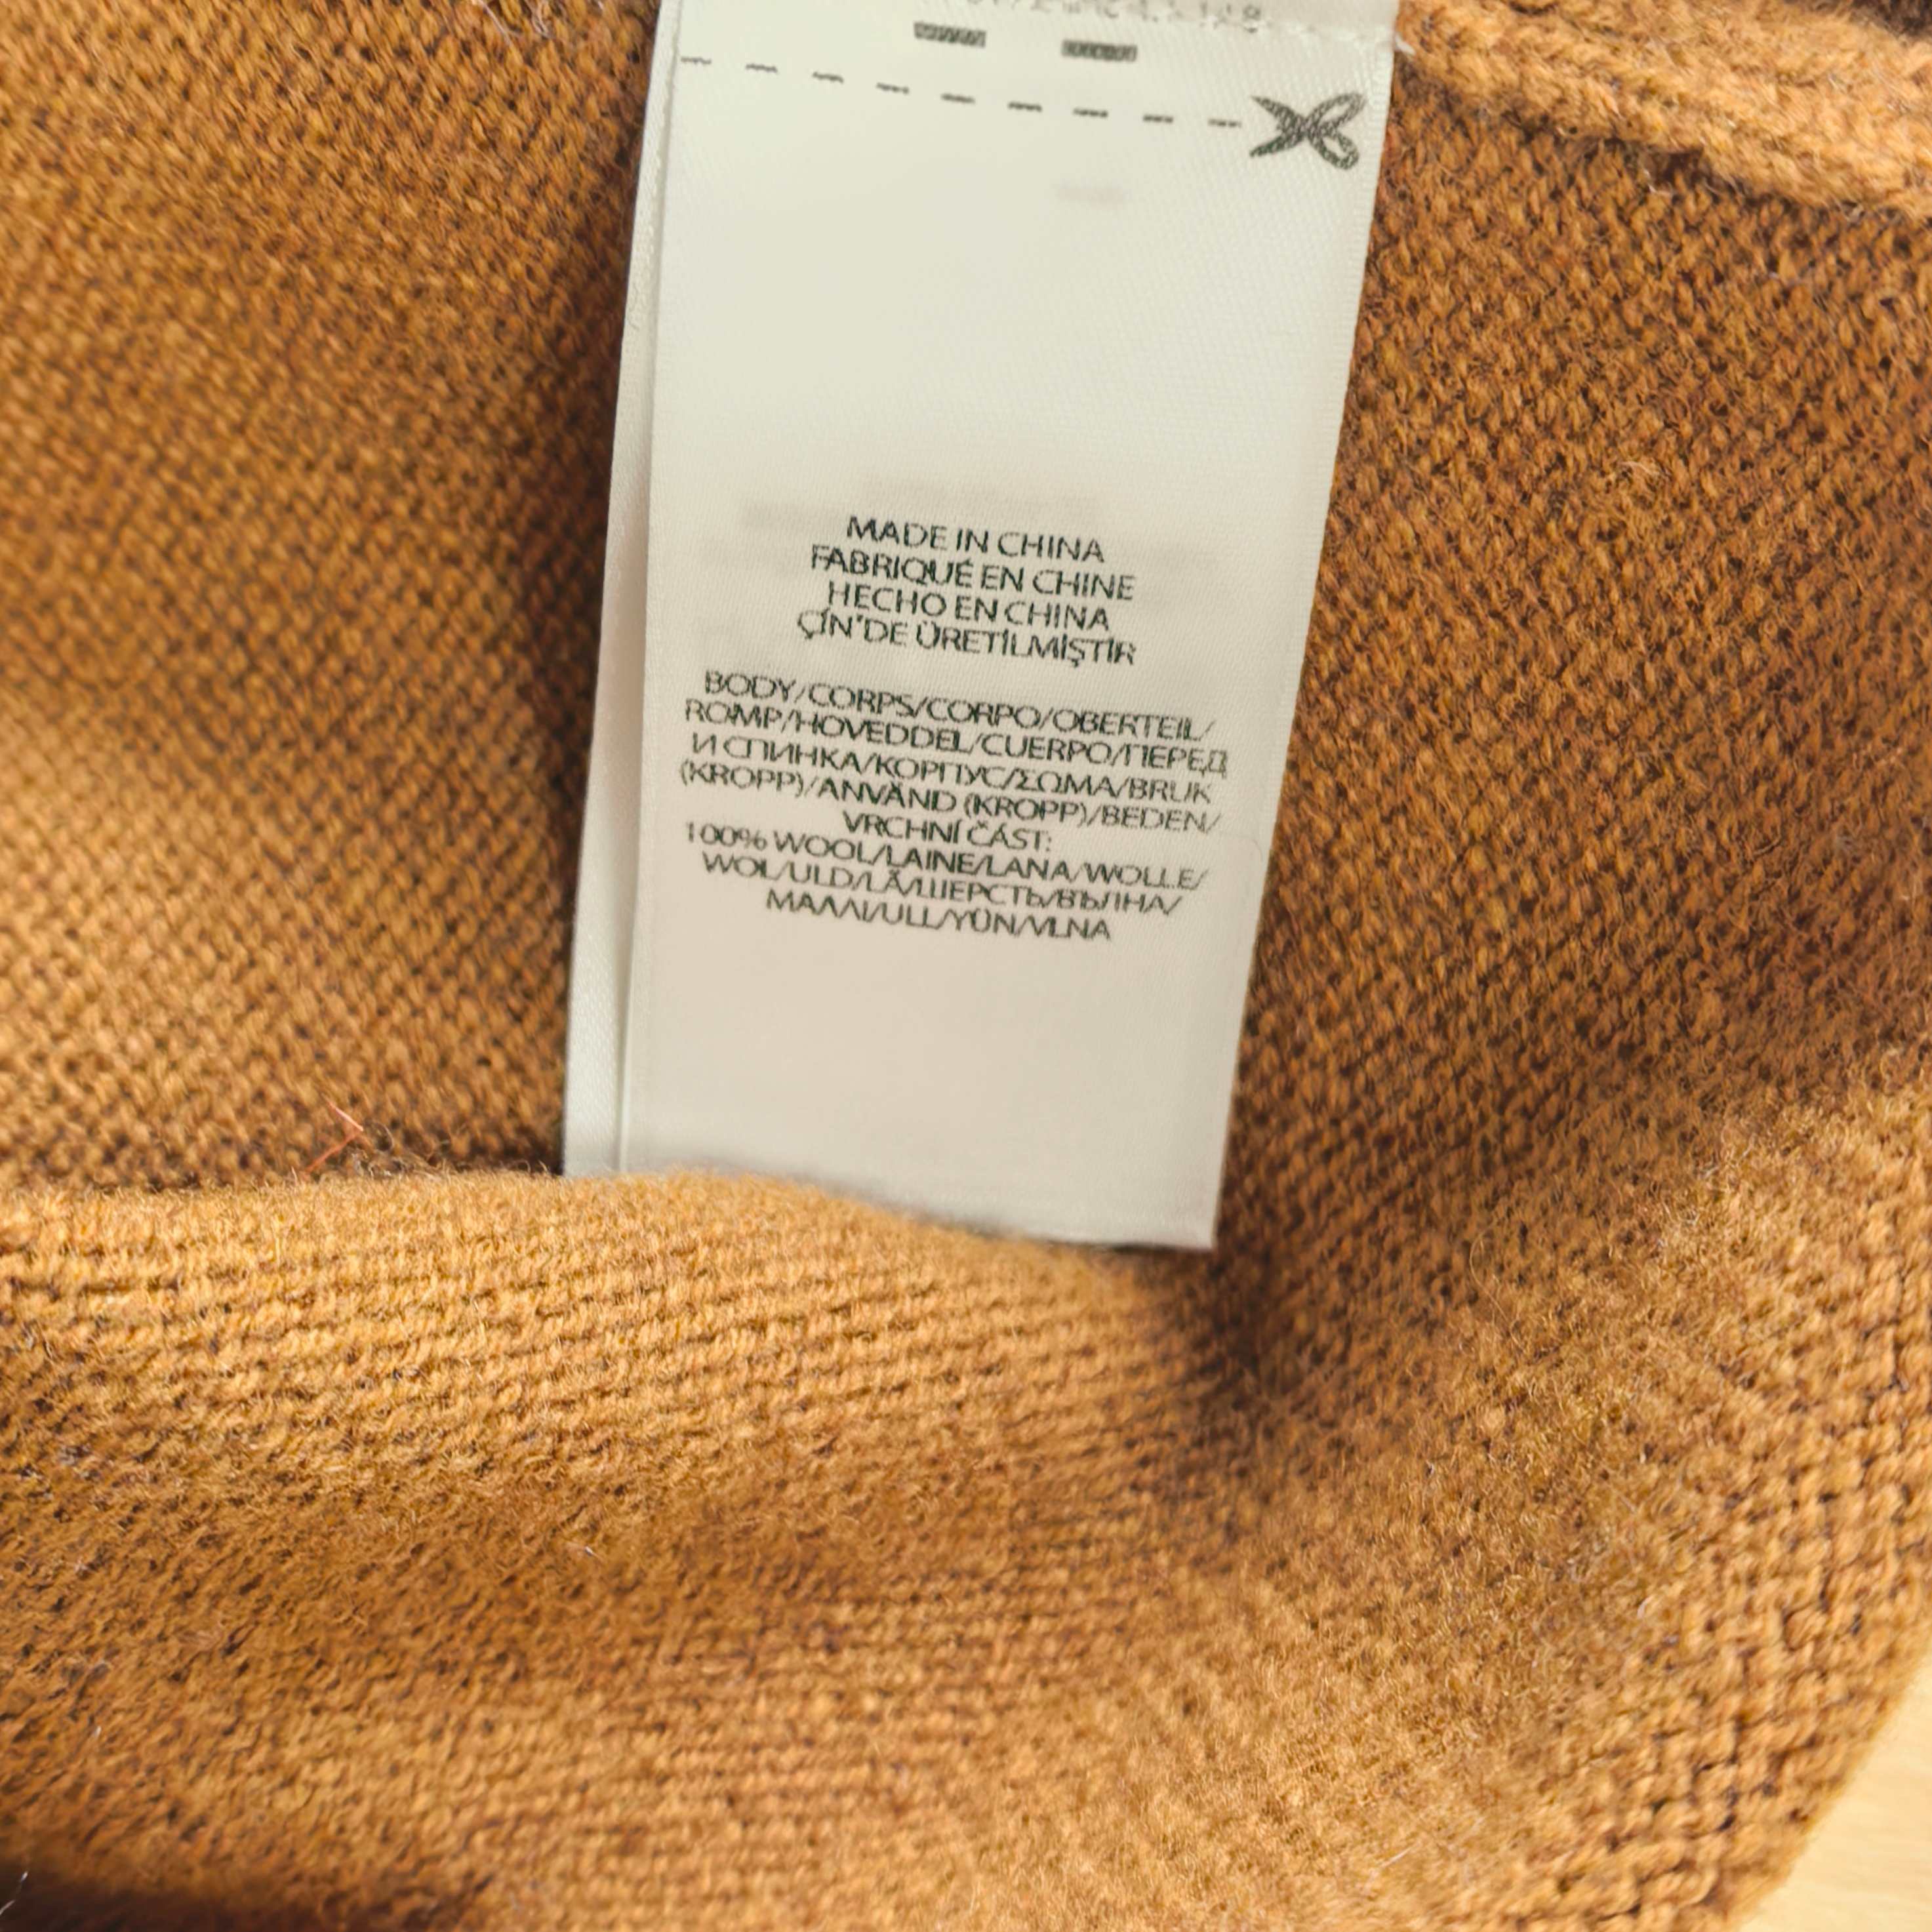 MADE IN CHINA
FABRIQUÉ EN CHINE
HECHO EN CHINA
ÇİN'DE ÜRETİLMİŞTİR
BODY/CORPS/CORPO/OBERTEIL/
ROMP/HOVEDDEL/CUERPO/ПЕРЕД
И СПИНКА/КОРПУС/ΣΩΜΑ/BRUK
(KROPP)/ANVÄND (KROPP)/BEDEN/
VRCHNÍ ČÁST:
100% WOOL/LAINE/LANA/WOLLE/
WOL/ULD/LÃ/ШЕРСТЬ/ВЪЛНА/
ΜΑΛΛΙ/ULL/YÜN/VLNA